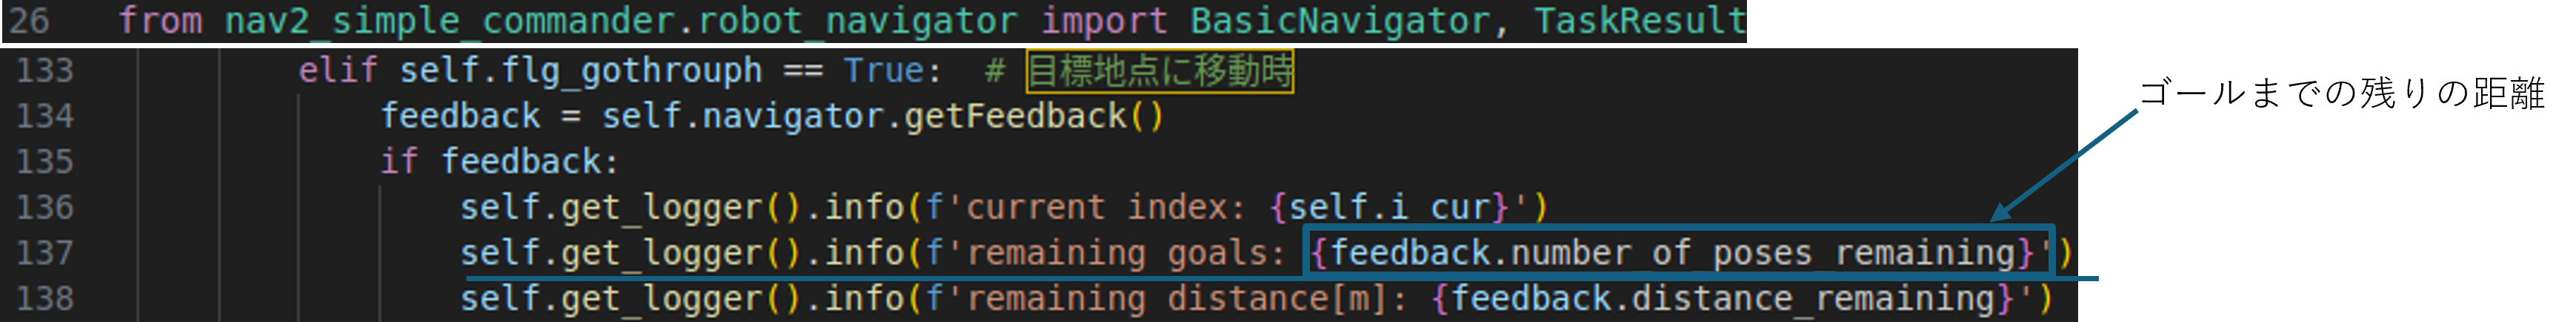 26 from nav2_simple_commander.robot_navigator import BasicNavigator, TaskResult
133 elif self.flg_gothrouph == True: # 目標地点に移動時
134 feedback = self.navigator.getFeedback()
135 if feedback:
136 self.get_logger().info(f'current index: {self.i_cur}')
137 self.get_logger().info(f'remaining goals: {feedback.number_of_poses_remaining}')
138 self.get_logger().info(f'remaining distance[m]: {feedback.distance_remaining}')
ゴールまでの残りの距離